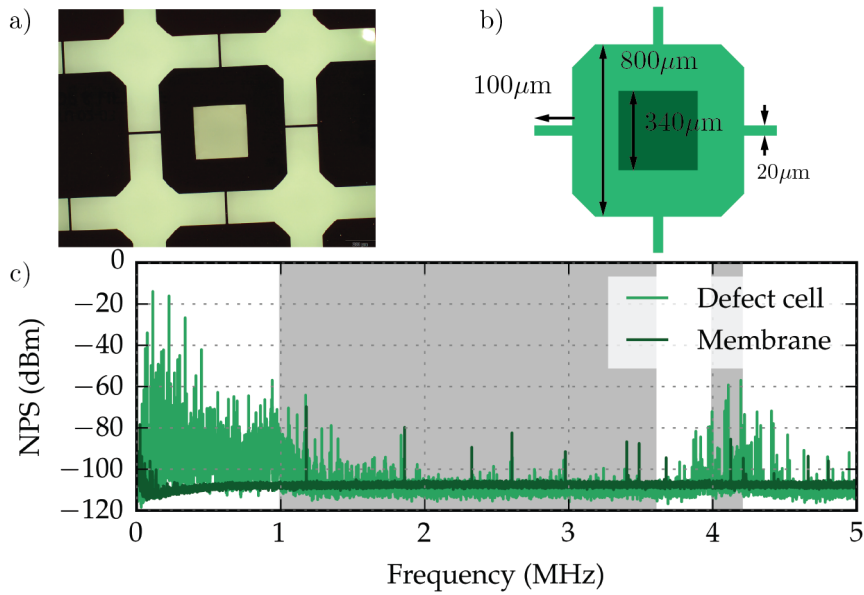 a)
b)
800μm
100μm
340μm
20μm
c)
NPS (dBm)
0
−20
−40
−60
−80
−100
−120
Defect cell
Membrane
0
1
2
3
4
5
Frequency (MHz)